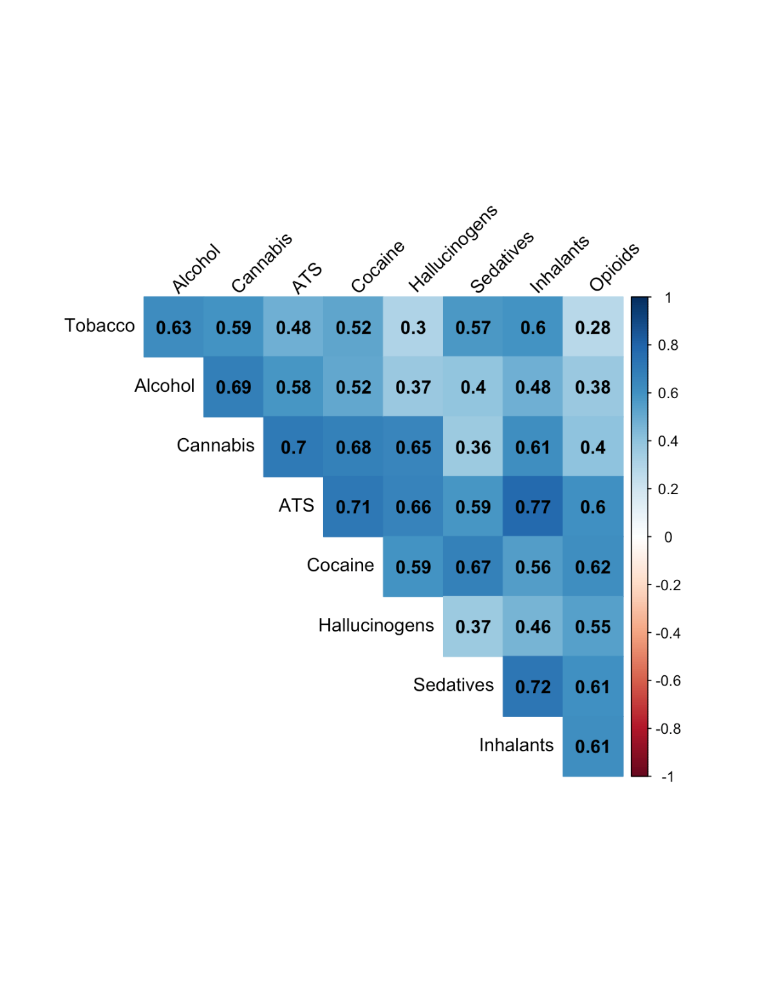 Alcohol Cannabis ATS Cocaine Hallucinogens Sedatives Inhalants Opioids
Tobacco 0.63 0.59 0.48 0.52 0.3 0.57 0.6 0.28
Alcohol 0.69 0.58 0.52 0.37 0.4 0.48 0.38
Cannabis 0.7 0.68 0.65 0.36 0.61 0.4
ATS 0.71 0.66 0.59 0.77 0.6
Cocaine 0.59 0.67 0.56 0.62
Hallucinogens 0.37 0.46 0.55
Sedatives 0.72 0.61
Inhalants 0.61
1
0.8
0.6
0.4
0.2
0
-0.2
-0.4
-0.6
-0.8
-1